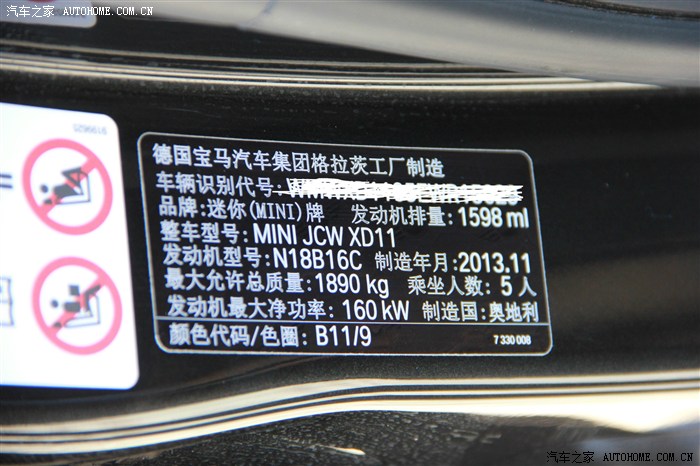 汽车之家 AUTOHOME.COM.CN
9199625
德国宝马汽车集团格拉茨工厂制造
车辆识别代号:
品牌:迷你(MINI)牌 发动机排量:1598 ml
整车型号:MINI JCW XD11
发动机型号:N18B16C 制造年月:2013.11
最大允许总质量:1890 kg 乘坐人数:5人
发动机最大净功率:160 kW 制造国:奥地利
颜色代码/色圈:B11/9 7 330 008
汽车之家 AUTOHOME.COM.CN